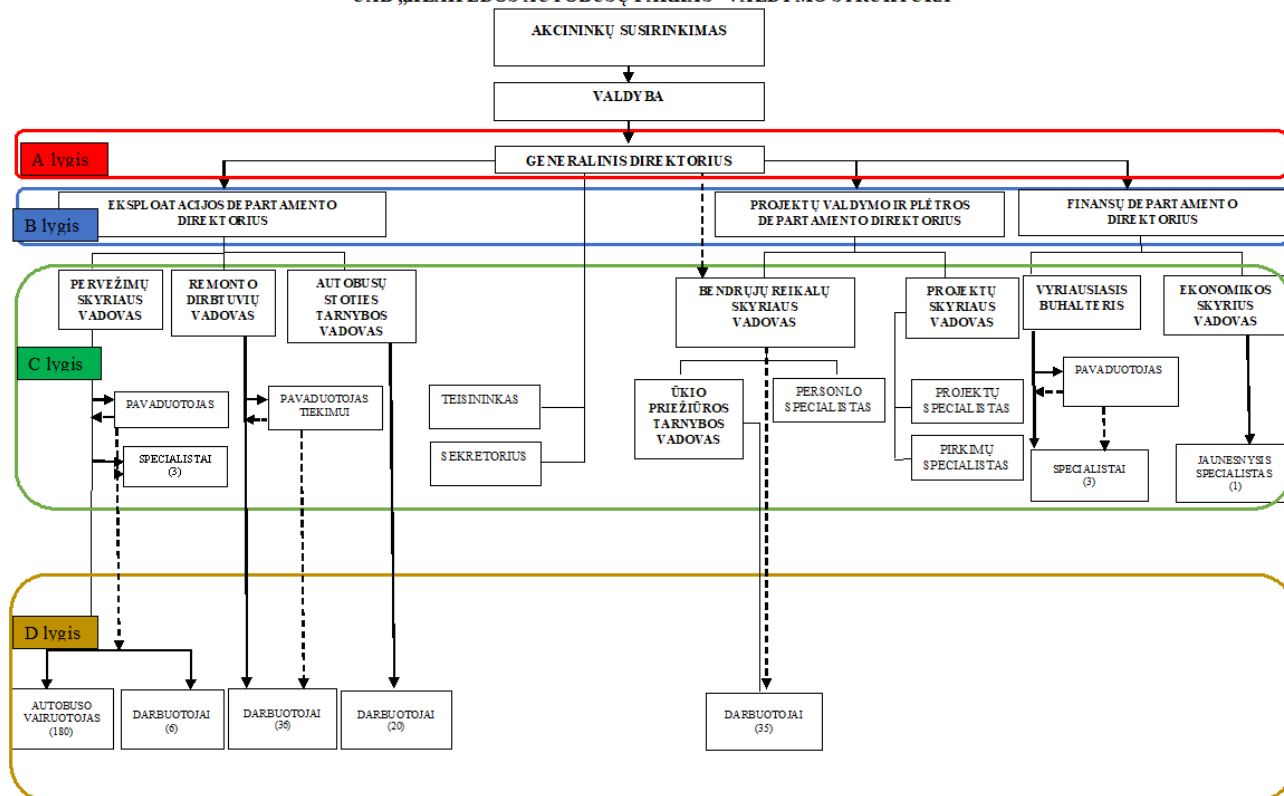 VALDYMO STRUKTŪRA
AKCININKŲ SUSIRINKIMAS
VALDYBA
A lygis
GENERALINIS DIREKTORIUS
B lygis
EKSPLOATACIJOS DEPARTAMENTO
DIREKTORIUS
PROJEKTŲ VALDYMO IR PLĖTROS
DEPARTAMENTO DIREKTORIUS
FINANSŲ DEPARTAMENTO
DIREKTORIUS
PERVEŽIMŲ
SKYRIAUS
VADOVAS
REMONTO
DIRBTUVIŲ
VADOVAS
AUTOBUSŲ
STOTIES
TARNYBOS
VADOVAS
BENDRŲJŲ REIKALŲ
SKYRIAUS
VADOVAS
PROJEKTŲ
SKYRIAUS
VADOVAS
VYRIAUSIASIS
BUHALTERIS
EKONOMIKOS
SKYRIUS
VADOVAS
C lygis
PAVADUOTOJAS
PAVADUOTOJAS
TIEKIMUI
TEISININKAS
ŪKIO
PRIEŽIŪROS
TARNYBOS
VADOVAS
PERSONLO
SPECIALISTAS
PROJEKTŲ
SPECIALISTAS
PAVADUOTOJAS
SPECIALISTAI
(3)
SEKRETORIUS
PIRKIMŲ
SPECIALISTAS
SPECIALISTAI
(3)
JAUNESNYSIS
SPECIALISTAS
(1)
D lygis
AUTOBUSO
VAIRUOTOJAS
(180)
DARBUOTOJAI
(6)
DARBUOTOJAI
(36)
DARBUOTOJAI
(20)
DARBUOTOJAI
(35)